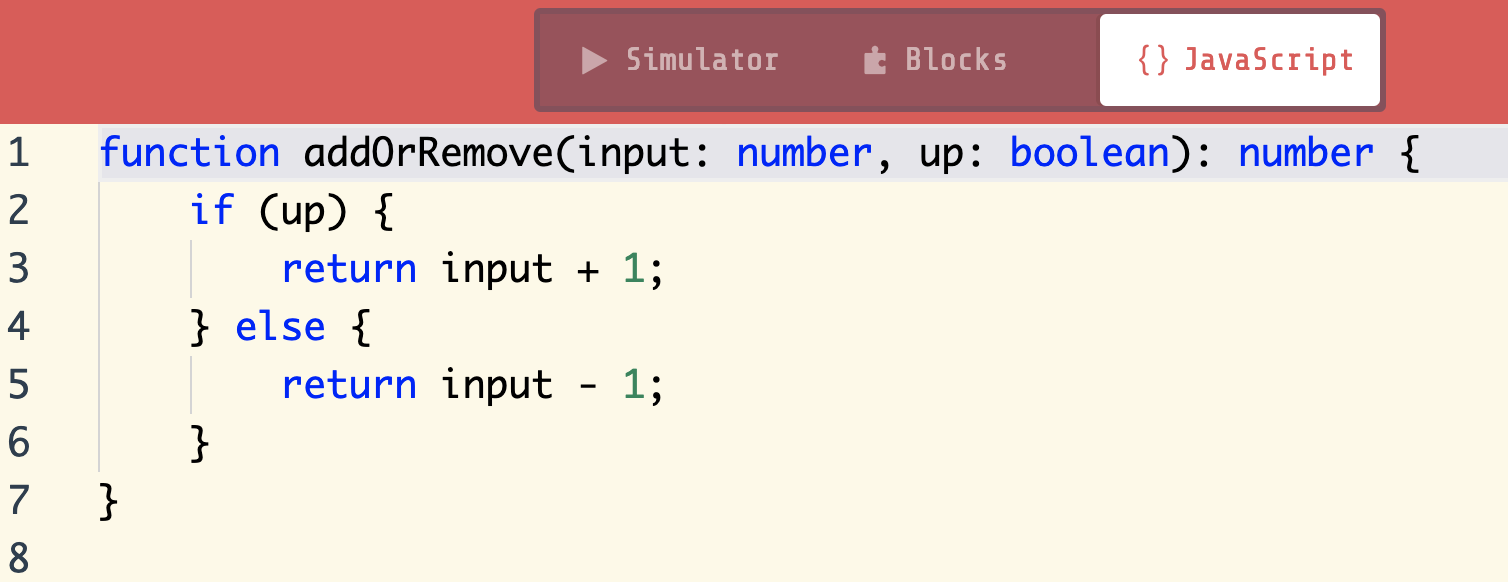 Simulator Blocks {} JavaScript
1 function addOrRemove(input: number, up: boolean): number {
2     if (up) {
3         return input + 1;
4     } else {
5         return input - 1;
6     }
7 }
8